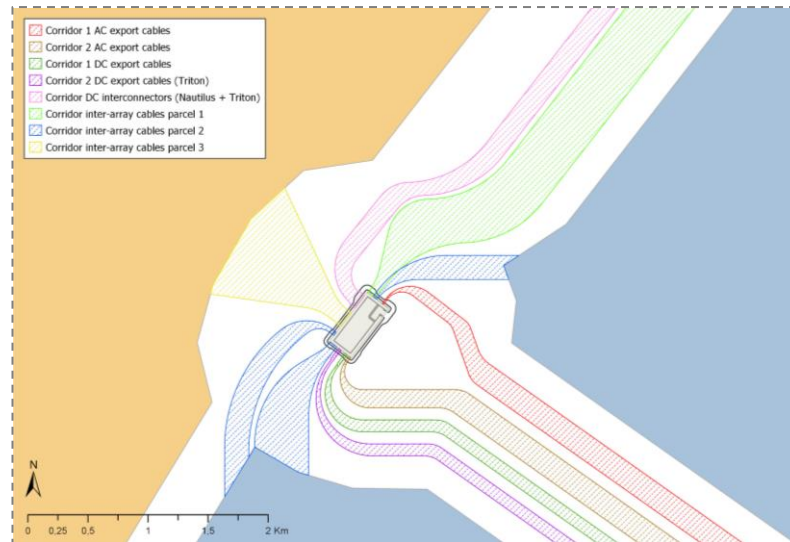 Corridor 1 AC export cables
Corridor 2 AC export cables
Corridor 1 DC export cables
Corridor 2 DC export cables (Triton)
Corridor DC interconnectors (Nautilus + Triton)
Corridor inter-array cables parcel 1
Corridor inter-array cables parcel 2
Corridor inter-array cables parcel 3
N
0 0,25 0,5 1 1,5 2 Km